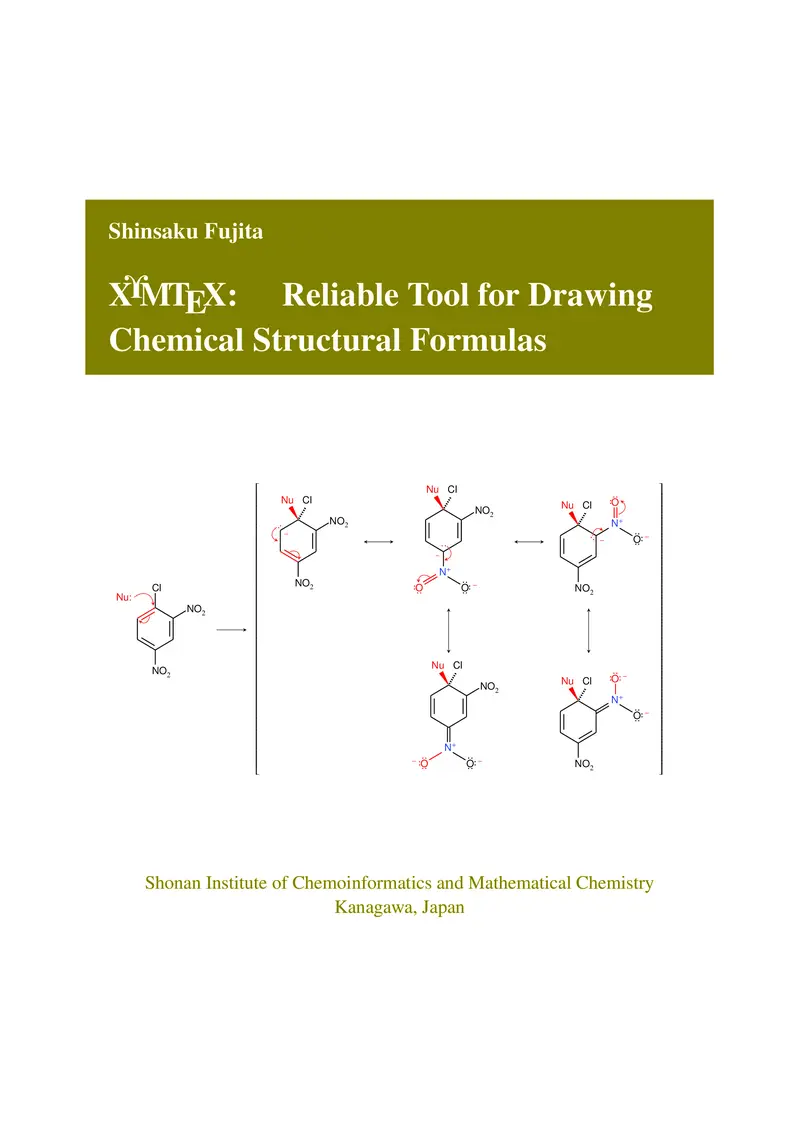 Shinsaku Fujita
XΥMTEX: Reliable Tool for Drawing
Chemical Structural Formulas
Nu Cl
NO2
NO2
Nu Cl
NO2
N+
O
O: −
Nu Cl
O
N+
O: −
NO2
Nu:
Cl
NO2
NO2
Nu Cl
NO2
N+
− :O
O: −
Nu Cl
O: −
N+
O: −
NO2
Shonan Institute of Chemoinformatics and Mathematical Chemistry
Kanagawa, Japan